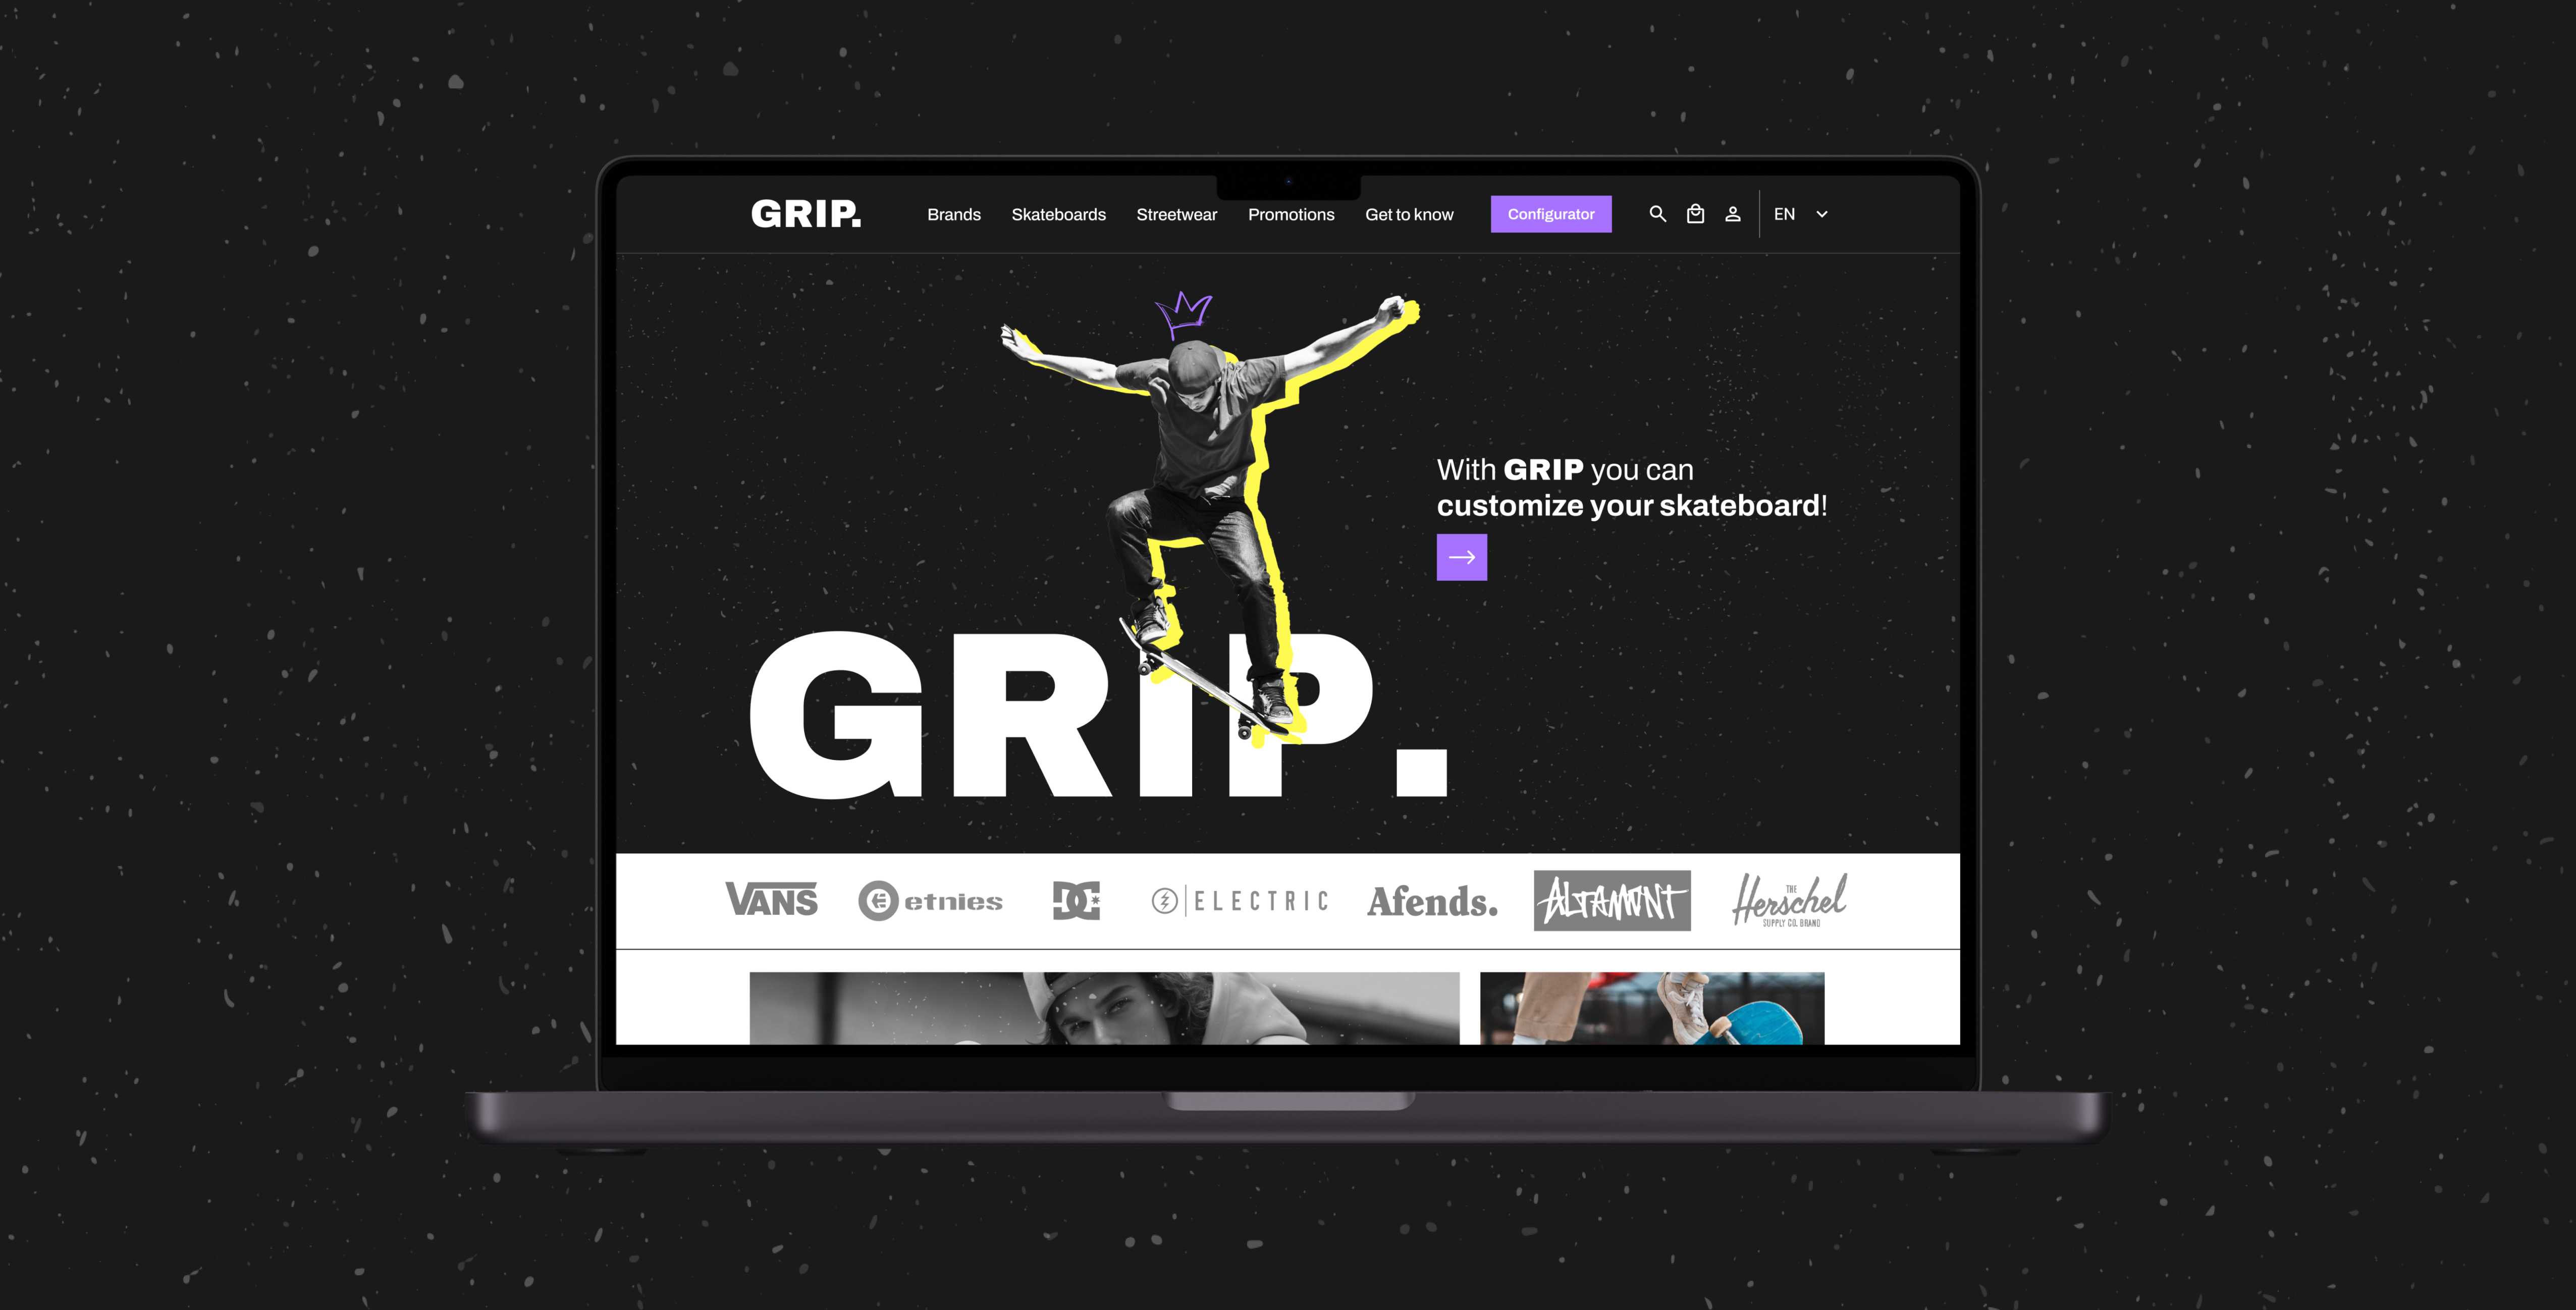 GRIP.
Brands
Skateboards
Streetwear
Promotions
Get to know
Configurator
EN
With GRIP you can
customize your skateboard!
GRIP.
VANS
etnies
DC
ELECTRIC
Afends.
ALTAMONT
THE
Herschel
SUPPLY CO. BRAND